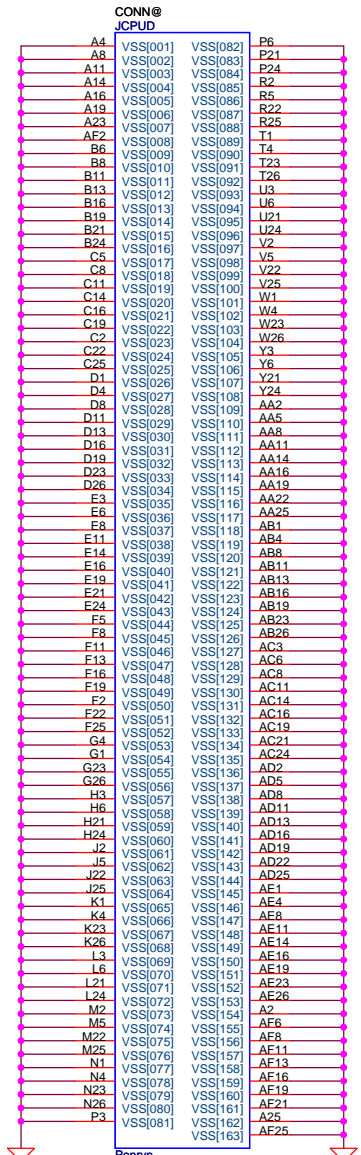 CONN@
JCPUD
A4 VSS[001] VSS[082] P6
A8 VSS[002] VSS[083] P21
A11 VSS[003] VSS[084] P24
A14 VSS[004] VSS[085] R2
A16 VSS[005] VSS[086] R5
A19 VSS[006] VSS[087] R22
A23 VSS[007] VSS[088] R25
AF2 VSS[008] VSS[089] T1
B6 VSS[009] VSS[090] T4
B8 VSS[010] VSS[091] T23
B11 VSS[011] VSS[092] T26
B13 VSS[012] VSS[093] U3
B16 VSS[013] VSS[094] U6
B19 VSS[014] VSS[095] U21
B21 VSS[015] VSS[096] U24
B24 VSS[016] VSS[097] V2
C5 VSS[017] VSS[098] V5
C8 VSS[018] VSS[099] V22
C11 VSS[019] VSS[100] V25
C14 VSS[020] VSS[101] W1
C16 VSS[021] VSS[102] W4
C19 VSS[022] VSS[103] W23
C2 VSS[023] VSS[104] W26
C22 VSS[024] VSS[105] Y3
C25 VSS[025] VSS[106] Y6
D1 VSS[026] VSS[107] Y21
D4 VSS[027] VSS[108] Y24
D8 VSS[028] VSS[109] AA2
D11 VSS[029] VSS[110] AA5
D13 VSS[030] VSS[111] AA8
D16 VSS[031] VSS[112] AA11
D19 VSS[032] VSS[113] AA14
D23 VSS[033] VSS[114] AA16
D26 VSS[034] VSS[115] AA19
E3 VSS[035] VSS[116] AA22
E6 VSS[036] VSS[117] AA25
E8 VSS[037] VSS[118] AB1
E11 VSS[038] VSS[119] AB4
E14 VSS[039] VSS[120] AB8
E16 VSS[040] VSS[121] AB11
E19 VSS[041] VSS[122] AB13
E21 VSS[042] VSS[123] AB16
E24 VSS[043] VSS[124] AB19
F5 VSS[044] VSS[125] AB23
F8 VSS[045] VSS[126] AB26
F11 VSS[046] VSS[127] AC3
F13 VSS[047] VSS[128] AC6
F16 VSS[048] VSS[129] AC8
F19 VSS[049] VSS[130] AC11
F2 VSS[050] VSS[131] AC14
F22 VSS[051] VSS[132] AC16
F25 VSS[052] VSS[133] AC19
G4 VSS[053] VSS[134] AC21
G1 VSS[054] VSS[135] AC24
G23 VSS[055] VSS[136] AD2
G26 VSS[056] VSS[137] AD5
H3 VSS[057] VSS[138] AD8
H6 VSS[058] VSS[139] AD11
H21 VSS[059] VSS[140] AD13
H24 VSS[060] VSS[141] AD16
J2 VSS[061] VSS[142] AD19
J5 VSS[062] VSS[143] AD22
J22 VSS[063] VSS[144] AD25
J25 VSS[064] VSS[145] AE1
K1 VSS[065] VSS[146] AE4
K4 VSS[066] VSS[147] AE8
K23 VSS[067] VSS[148] AE11
K26 VSS[068] VSS[149] AE14
L3 VSS[069] VSS[150] AE16
L6 VSS[070] VSS[151] AE19
L21 VSS[071] VSS[152] AE23
L24 VSS[072] VSS[153] AE26
M2 VSS[073] VSS[154] A2
M5 VSS[074] VSS[155] AF6
M22 VSS[075] VSS[156] AF8
M25 VSS[076] VSS[157] AF11
N1 VSS[077] VSS[158] AF13
N4 VSS[078] VSS[159] AF16
N23 VSS[079] VSS[160] AF19
N26 VSS[080] VSS[161] AF21
P3 VSS[081] VSS[162] A25
VSS[163] AF25
Penryn